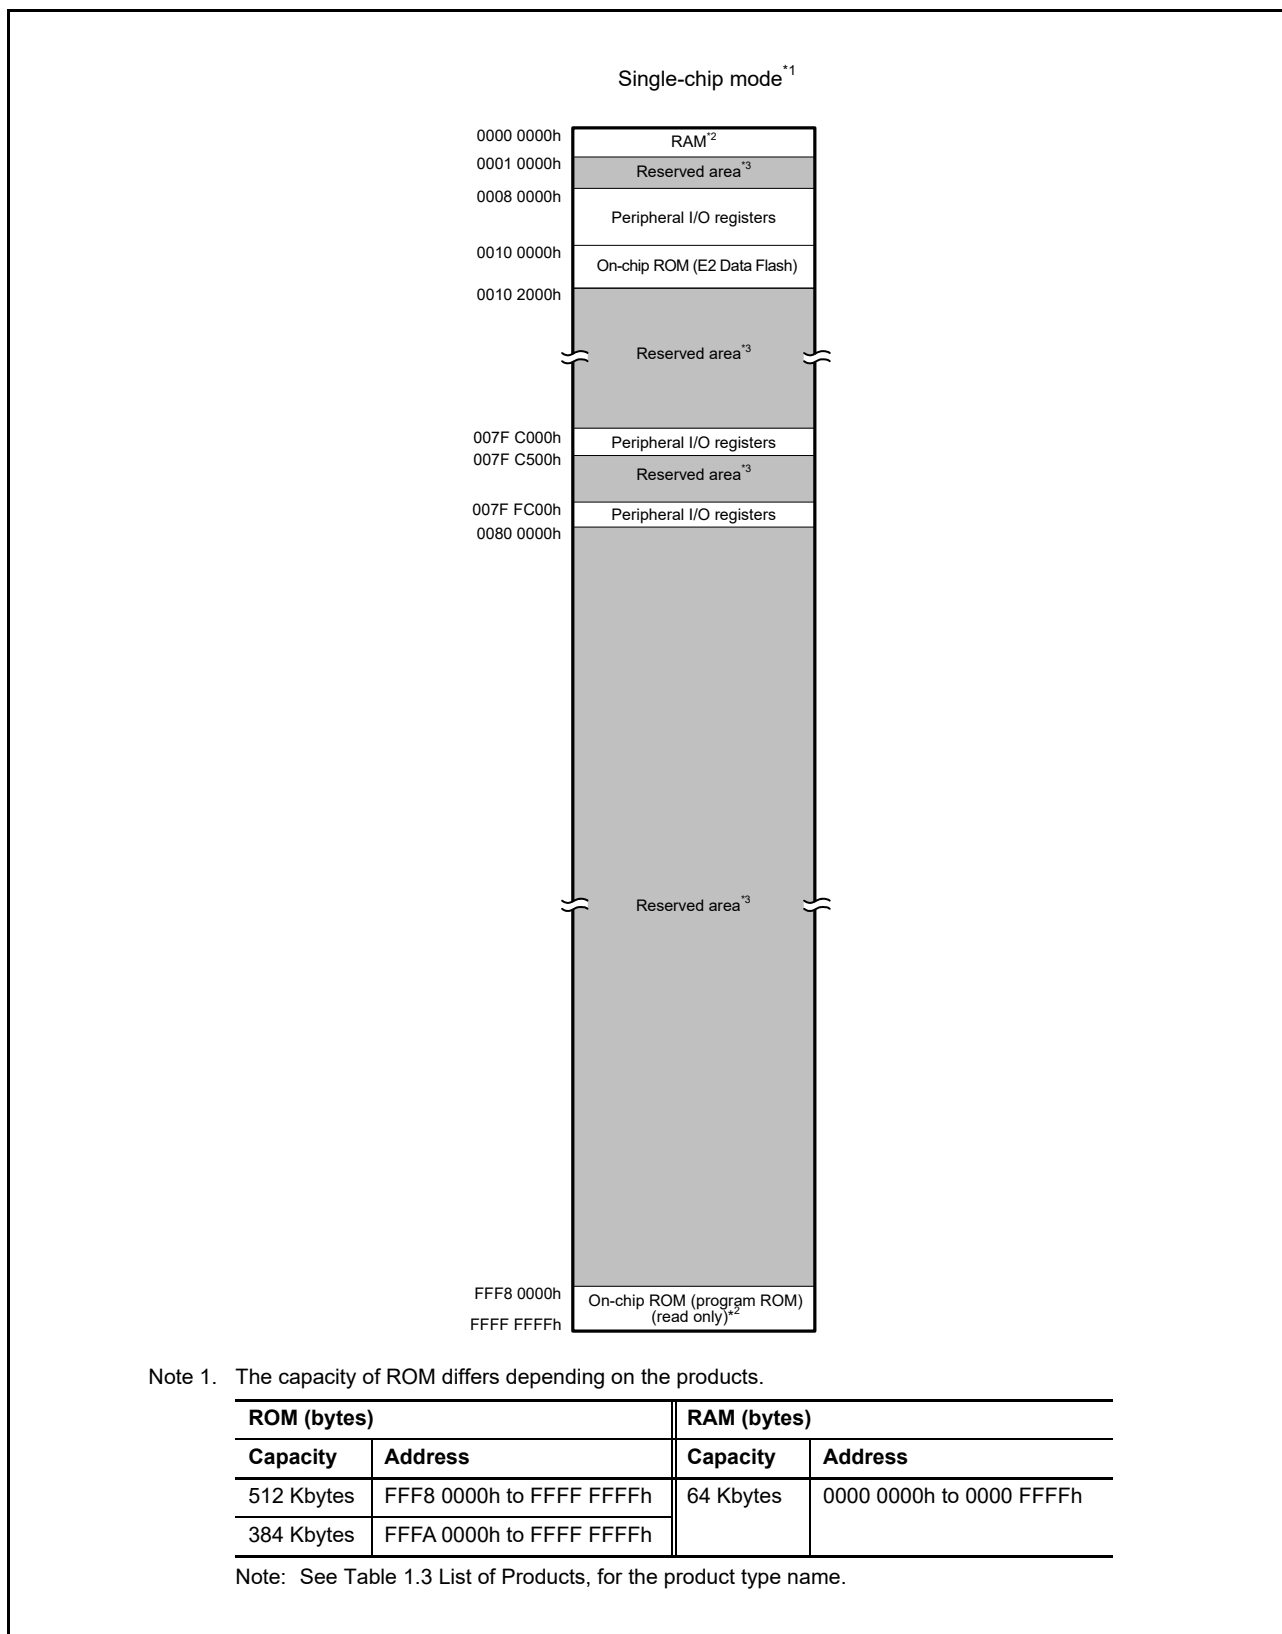 Single-chip mode*1
0000 0000h
RAM*2
0001 0000h
Reserved area*3
0008 0000h
Peripheral I/O registers
0010 0000h
On-chip ROM (E2 Data Flash)
0010 2000h
Reserved area*3
007F C000h
Peripheral I/O registers
007F C500h
Reserved area*3
007F FC00h
Peripheral I/O registers
0080 0000h
Reserved area*3
FFF8 0000h
On-chip ROM (program ROM)
(read only)*2
FFFF FFFFh
Note 1. The capacity of ROM differs depending on the products.
ROM (bytes) RAM (bytes)
Capacity Address Capacity Address
512 Kbytes FFF8 0000h to FFFF FFFFh 64 Kbytes 0000 0000h to 0000 FFFFh
384 Kbytes FFFA 0000h to FFFF FFFFh
Note: See Table 1.3 List of Products, for the product type name.